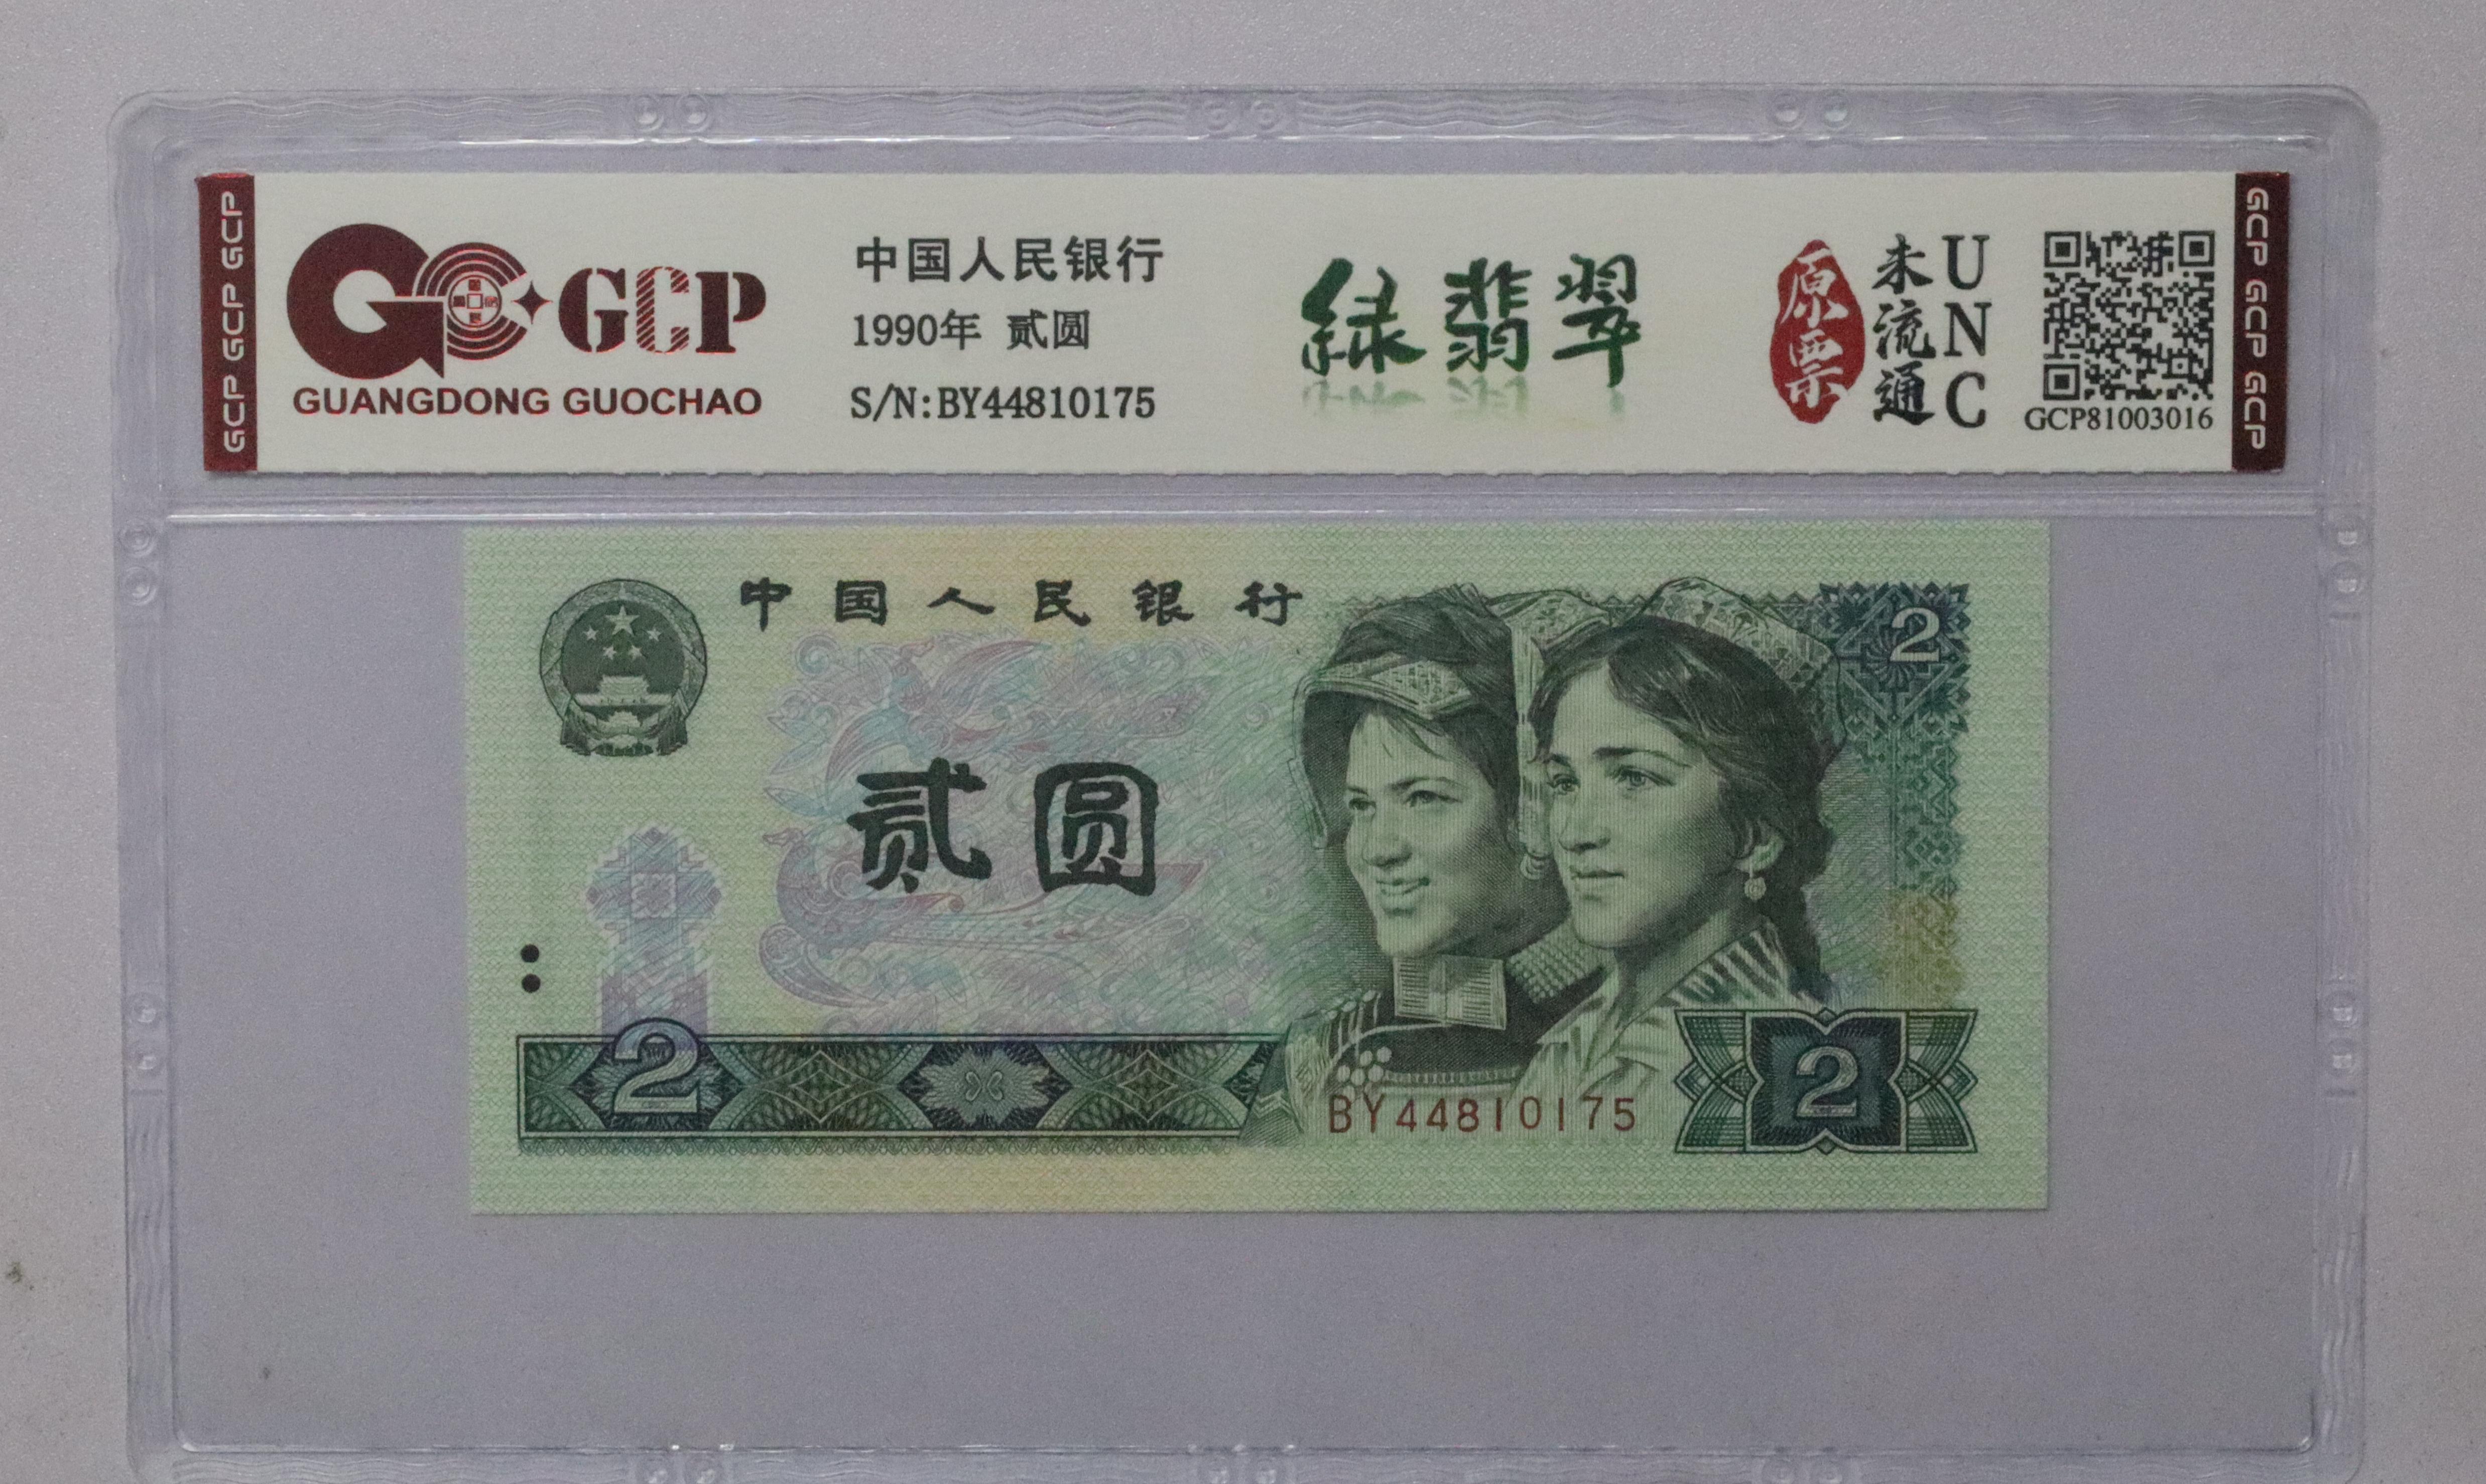 GCP GCP GCP
GCP
GUANGDONG GUOCHAO
中国人民银行
1990年 贰圆
S/N:BY44810175
緑翡翠
原票
未流通
UNC
GCP81003016
GCP GCP GCP
中国人民银行
2
贰圆
2
BY44810175
2